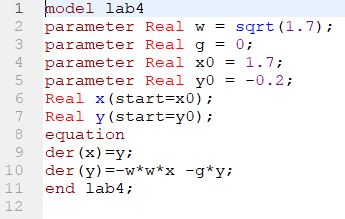 1 model lab4
2 parameter Real w = sqrt(1.7);
3 parameter Real g = 0;
4 parameter Real x0 = 1.7;
5 parameter Real y0 = -0.2;
6 Real x(start=x0);
7 Real y(start=y0);
8 equation
9 der(x)=y;
10 der(y)=-w*w*x -g*y;
11 end lab4;
12